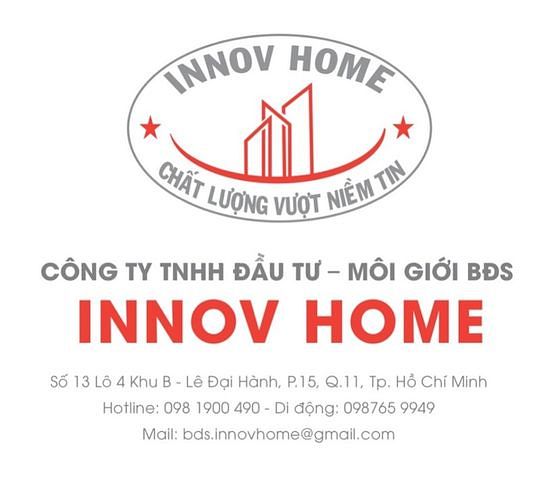 INNOV HOME
CHẤT LƯỢNG VƯỢT NIỀM TIN
CÔNG TY TNHH ĐẦU TƯ – MÔI GIỚI BĐS
INNOV HOME
Số 13 Lô 4 Khu B - Lê Đại Hành, P.15, Q.11, Tp. Hồ Chí Minh
Hotline: 098 1900 490 - Di động: 098765 9949
Mail: bds.innovhome@gmail.com